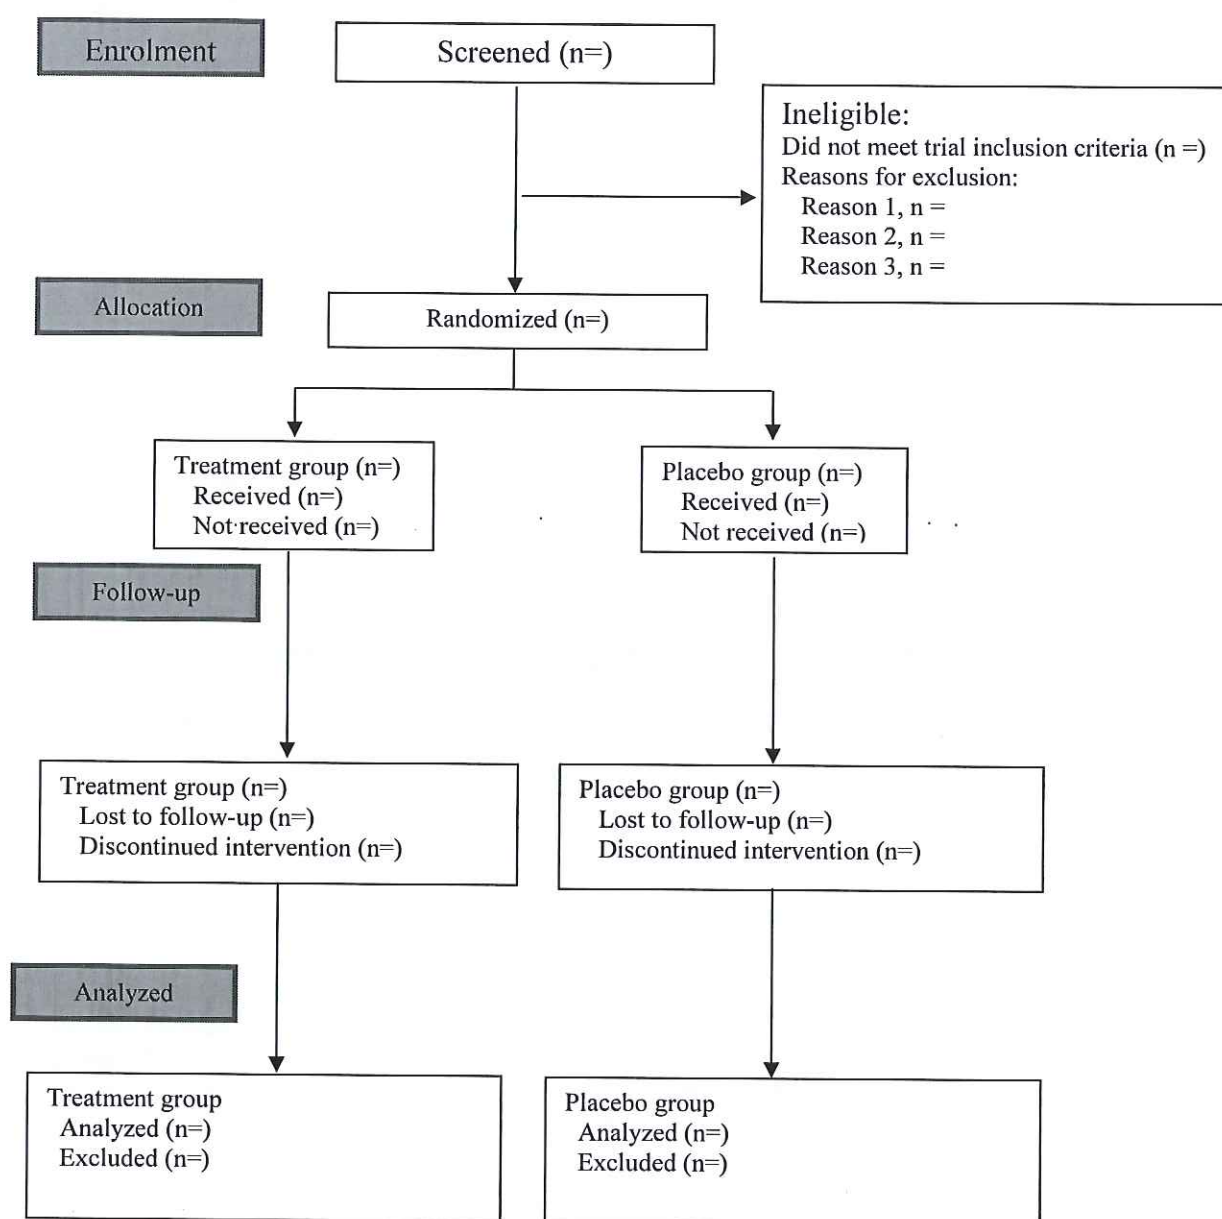 Enrolment
Screened (n=)
Ineligible:
Did not meet trial inclusion criteria (n =)
Reasons for exclusion:
Reason 1, n =
Reason 2, n =
Reason 3, n =
Allocation
Randomized (n=)
Treatment group (n=)
Received (n=)
Not received (n=)
Placebo group (n=)
Received (n=)
Not received (n=)
Follow-up
Treatment group (n=)
Lost to follow-up (n=)
Discontinued intervention (n=)
Placebo group (n=)
Lost to follow-up (n=)
Discontinued intervention (n=)
Analyzed
Treatment group
Analyzed (n=)
Excluded (n=)
Placebo group
Analyzed (n=)
Excluded (n=)